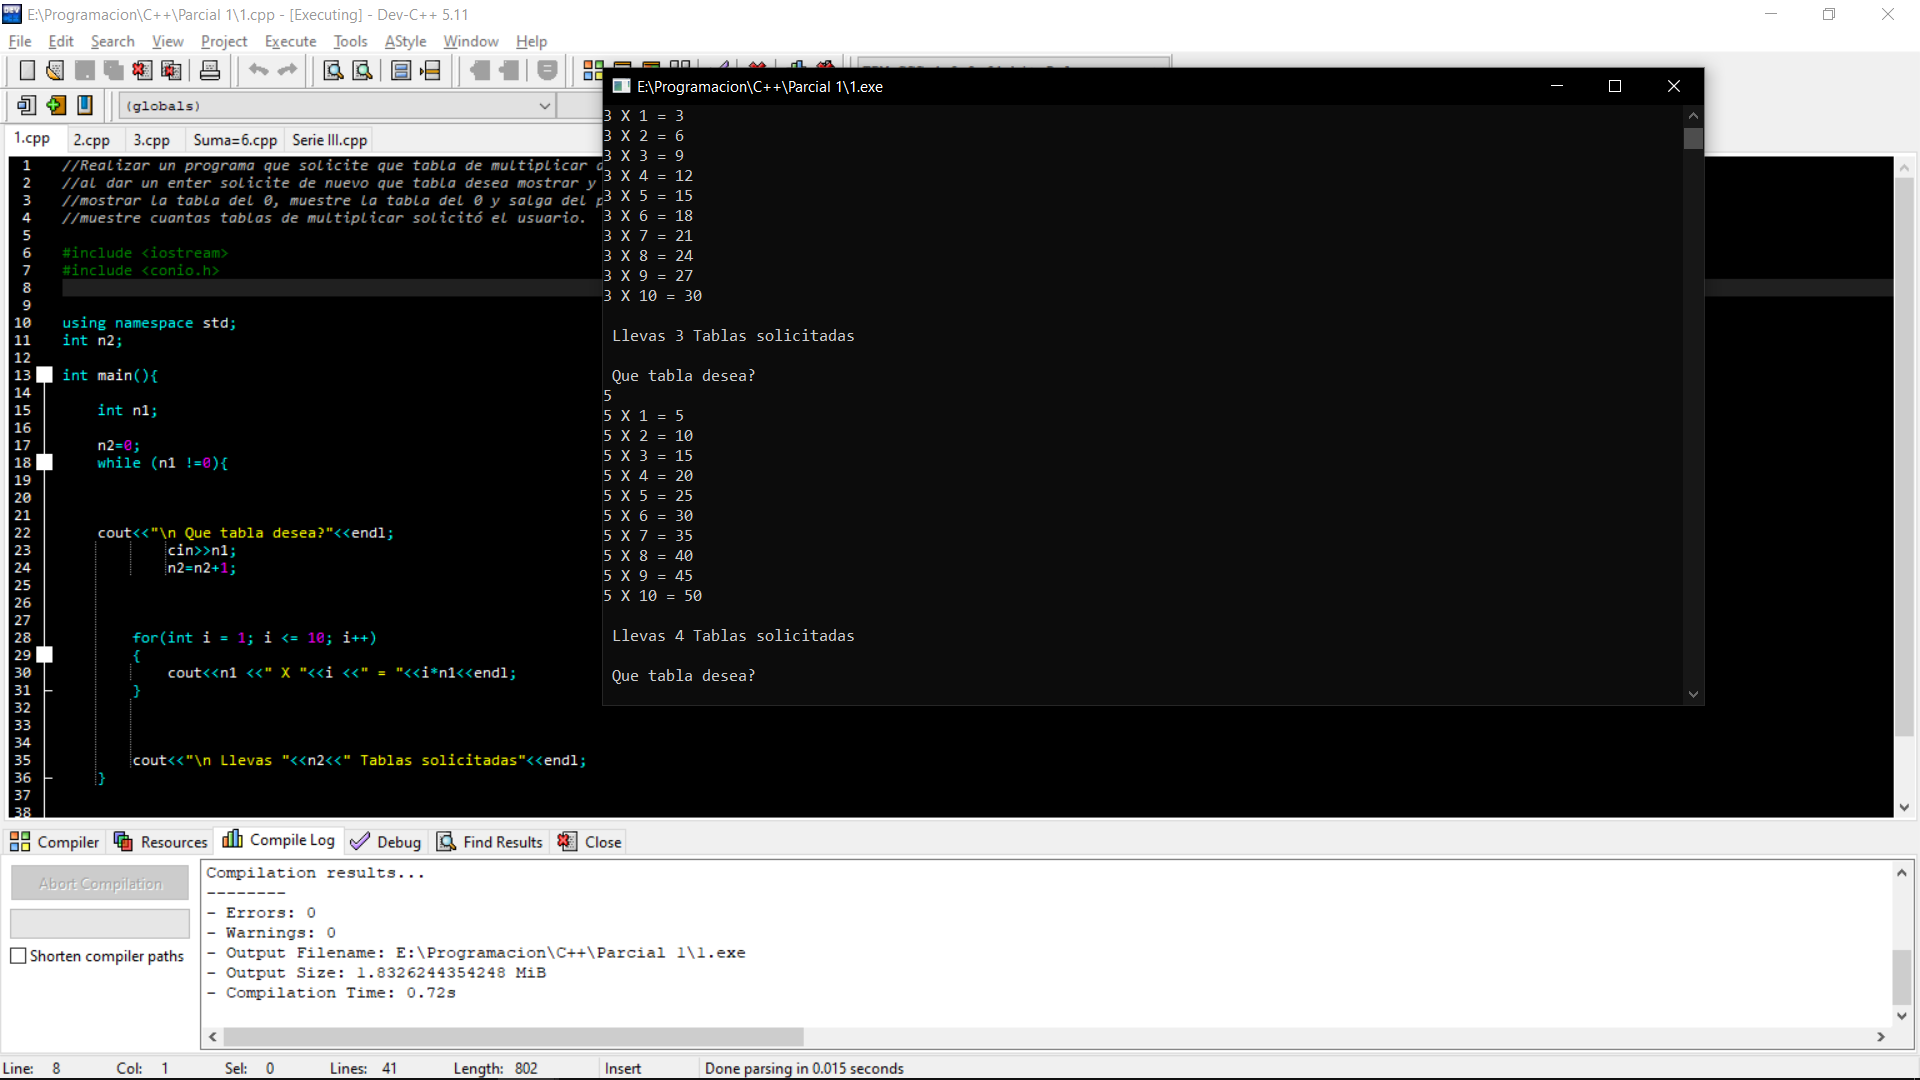 E:\Programacion\C++\Parcial 1\1.cpp - [Executing] - Dev-C++ 5.11
File Edit Search View Project Execute Tools AStyle Window Help
(globals)
1.cpp 2.cpp 3.cpp Suma=6.cpp Serie III.cpp
1 //Realizar un programa que solicite que tabla de multiplicar
2 //al dar un enter solicite de nuevo que tabla desea mostrar y
3 //mostrar la tabla del 0, muestre la tabla del 0 y salga del
4 //muestre cuantas tablas de multiplicar solicitó el usuario.
5
6 #include <iostream>
7 #include <conio.h>
8
9
10 using namespace std;
11 int n2;
12
13 int main(){
14
15 int n1;
16
17 n2=0;
18 while (n1 !=0){
19
20
21
22 cout<<"\n Que tabla desea?"<<endl;
23 cin>>n1;
24 n2=n2+1;
25
26
27
28 for(int i = 1; i <= 10; i++)
29 {
30 cout<<n1 <<" X "<<i <<" = "<<i*n1<<endl;
31 }
32
33
34
35 cout<<"\n Llevas "<<n2<<" Tablas solicitadas"<<endl;
36 }
37
38
E:\Programacion\C++\Parcial 1\1.exe
3 X 1 = 3
3 X 2 = 6
3 X 3 = 9
3 X 4 = 12
3 X 5 = 15
3 X 6 = 18
3 X 7 = 21
3 X 8 = 24
3 X 9 = 27
3 X 10 = 30
Llevas 3 Tablas solicitadas
Que tabla desea?
5
5 X 1 = 5
5 X 2 = 10
5 X 3 = 15
5 X 4 = 20
5 X 5 = 25
5 X 6 = 30
5 X 7 = 35
5 X 8 = 40
5 X 9 = 45
5 X 10 = 50
Llevas 4 Tablas solicitadas
Que tabla desea?
Compiler Resources Compile Log Debug Find Results Close
Abort Compilation
Shorten compiler paths
Compilation results...
--------
- Errors: 0
- Warnings: 0
- Output Filename: E:\Programacion\C++\Parcial 1\1.exe
- Output Size: 1.8326244354248 MiB
- Compilation Time: 0.72s
Line: 8 Col: 1 Sel: 0 Lines: 41 Length: 802 Insert Done parsing in 0.015 seconds